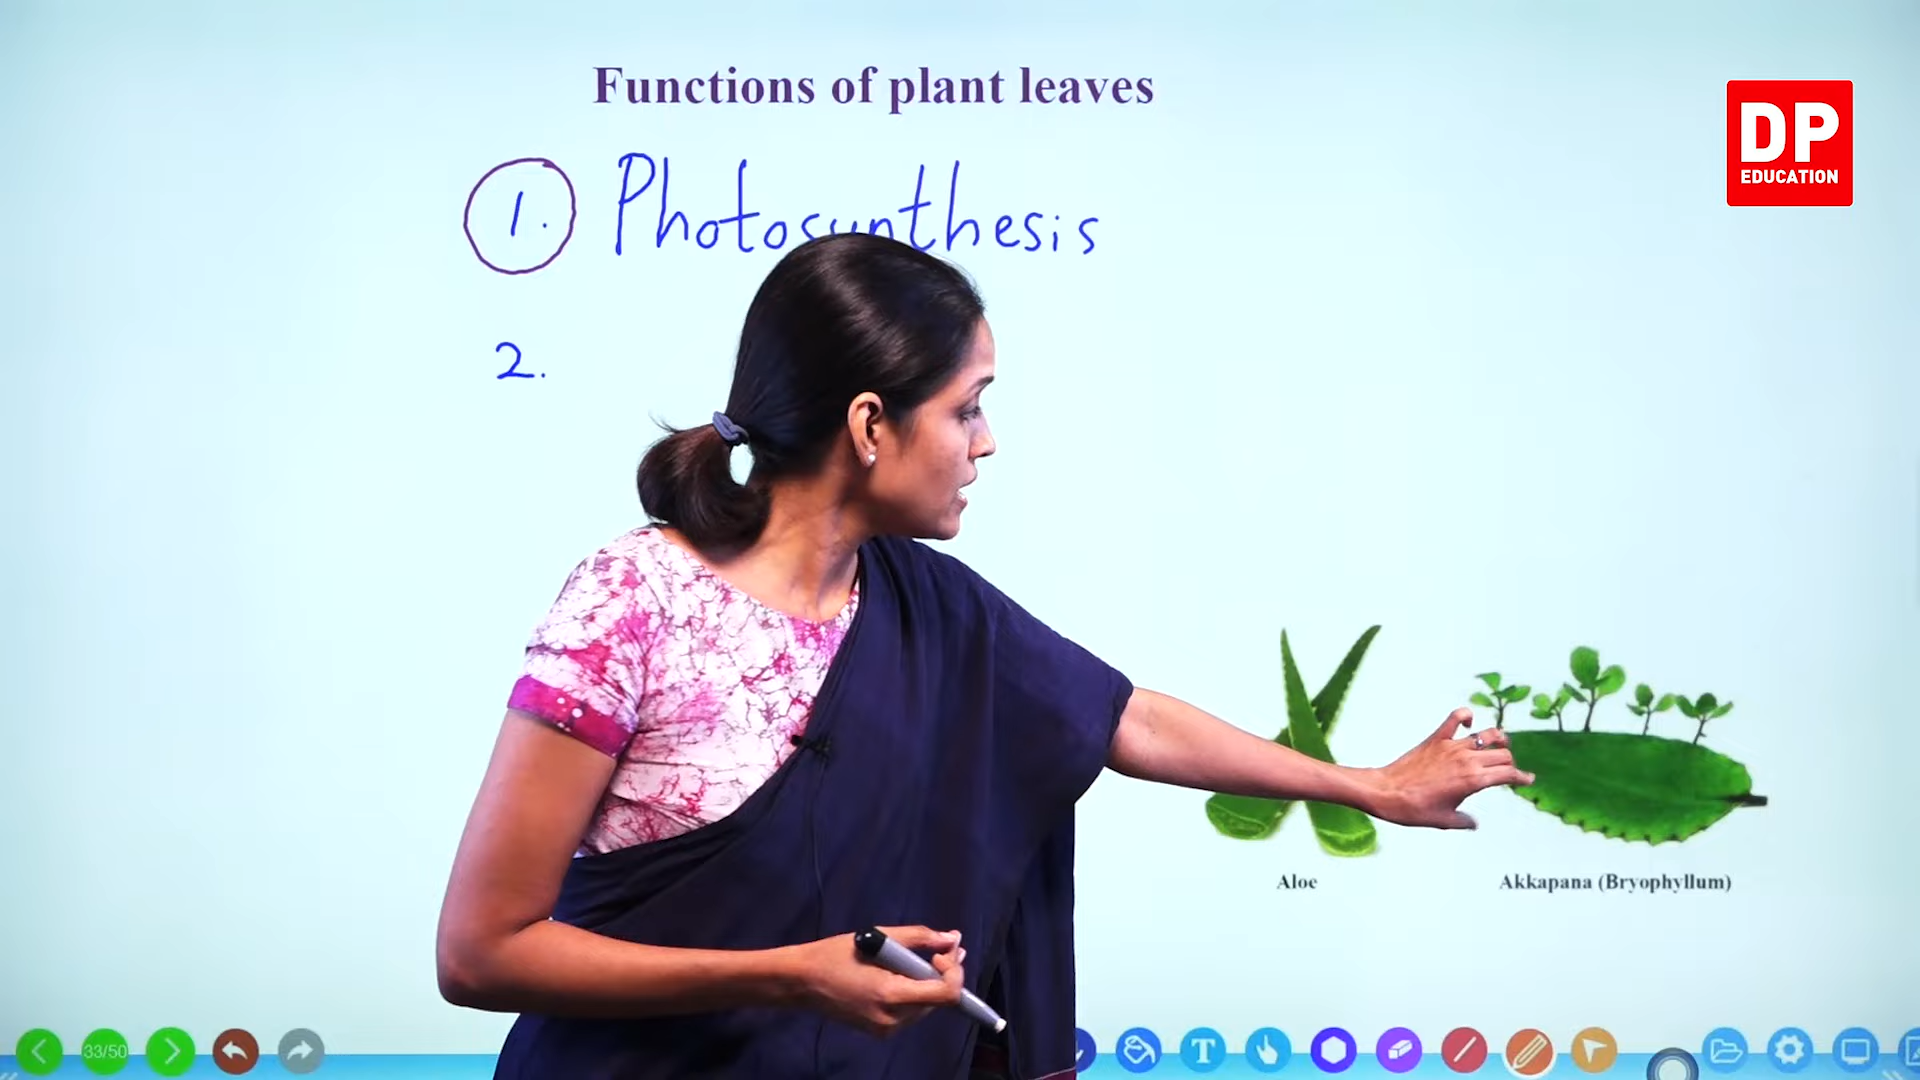 Functions of plant leaves
DP
EDUCATION
1. Photosynthesis
2.
Aloe
Akkapana (Bryophyllum)
33/50
T